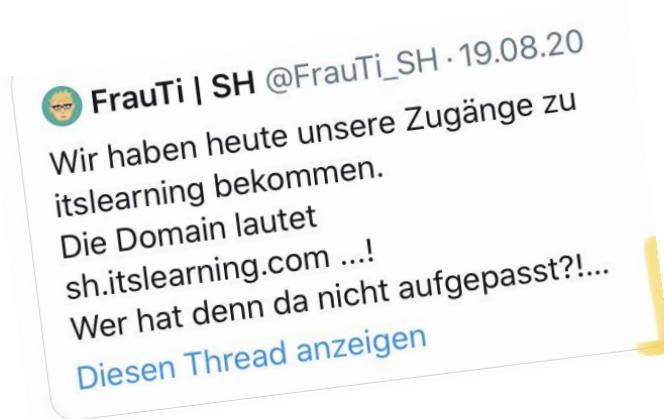 FrauTi | SH @FrauTi_SH · 19.08.20
Wir haben heute unsere Zugänge zu
itslearning bekommen.
Die Domain lautet
sh.itslearning.com ...!
Wer hat denn da nicht aufgepasst?!...
Diesen Thread anzeigen